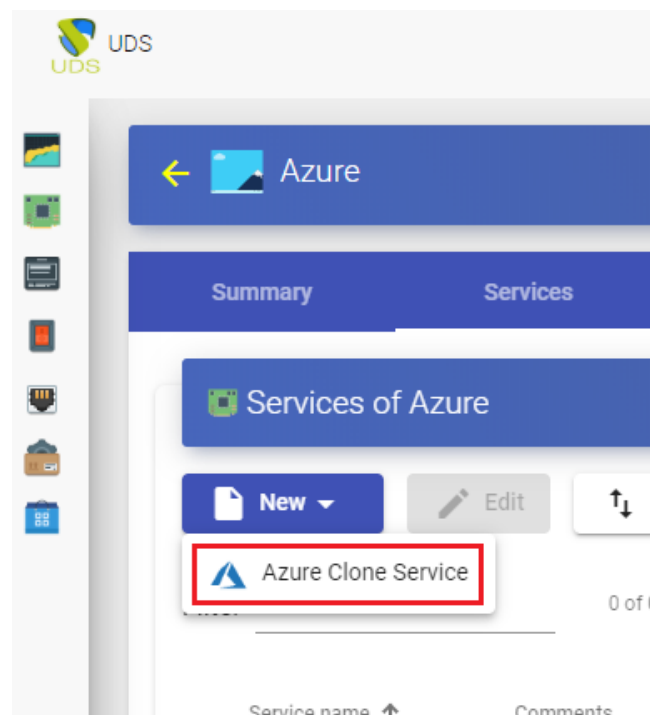 UDS
UDS
Azure
Summary Services
Services of Azure
New Edit
Azure Clone Service
0 of
Service name Comments